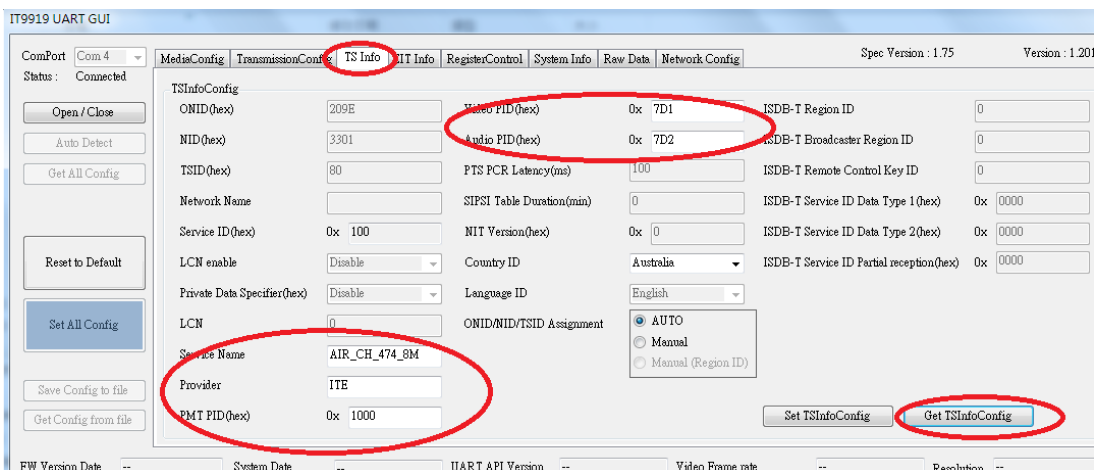 IT9919 UART GUI
ComPort Com 4
Status : Connected
Open / Close
Auto Detect
Get All Config
Reset to Default
Set All Config
Save Config to file
Get Config from file
MediaConfig TransmissionConfig TS Info Info RegisterControl System Info Raw Data Network Config
Spec Version : 1.75 Version : 1.201
TSInfoConfig
ONID(hex) 209E
NID(hex) 3301
TSID(hex) 80
Network Name
Service ID(hex) 0x 100
LCN enable Disable
Private Data Specifier(hex) Disable
LCN 0
Service Name AIR_CH_474_8M
Provider ITE
PMT PID(hex) 0x 1000
Video PID(hex) 0x 7D1
Audio PID(hex) 0x 7D2
PTS PCR Latency(ms) 100
SIPSI Table Duration(min) 0
NIT Version(hex) 0x 0
Country ID Australia
Language ID English
ONID/NID/TSID Assignment AUTO
Manual
Manual (Region ID)
ISDB-T Region ID 0
ISDB-T Broadcaster Region ID 0
ISDB-T Remote Control Key ID 0
ISDB-T Service ID Data Type 1(hex) 0x 0000
ISDB-T Service ID Data Type 2(hex) 0x 0000
ISDB-T Service ID Partial reception(hex) 0x 0000
Set TSInfoConfig Get TSInfoConfig
FW Version Date -- System Date -- UART API Version -- Video Frame rate -- Resolution --